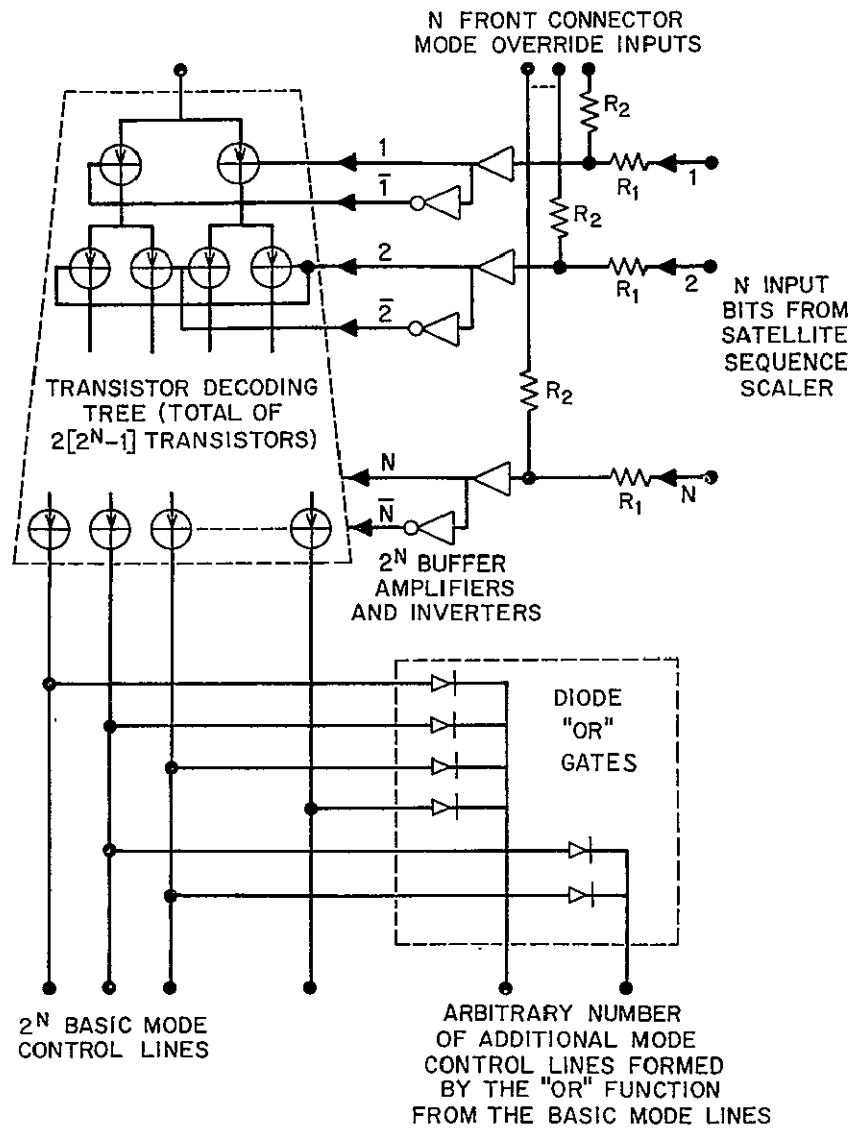 N FRONT CONNECTOR
MODE OVERRIDE INPUTS
R2
1
R1
1
1̅
R2
2
R1
2
2̅
N INPUT
BITS FROM
SATELLITE
SEQUENCE
SCALER
TRANSISTOR DECODING
TREE (TOTAL OF
2[2ᴺ-1] TRANSISTORS)
R2
N
R1
N
N̅
2ᴺ BUFFER
AMPLIFIERS
AND INVERTERS
DIODE
"OR"
GATES
2ᴺ BASIC MODE
CONTROL LINES
ARBITRARY NUMBER
OF ADDITIONAL MODE
CONTROL LINES FORMED
BY THE "OR" FUNCTION
FROM THE BASIC MODE LINES